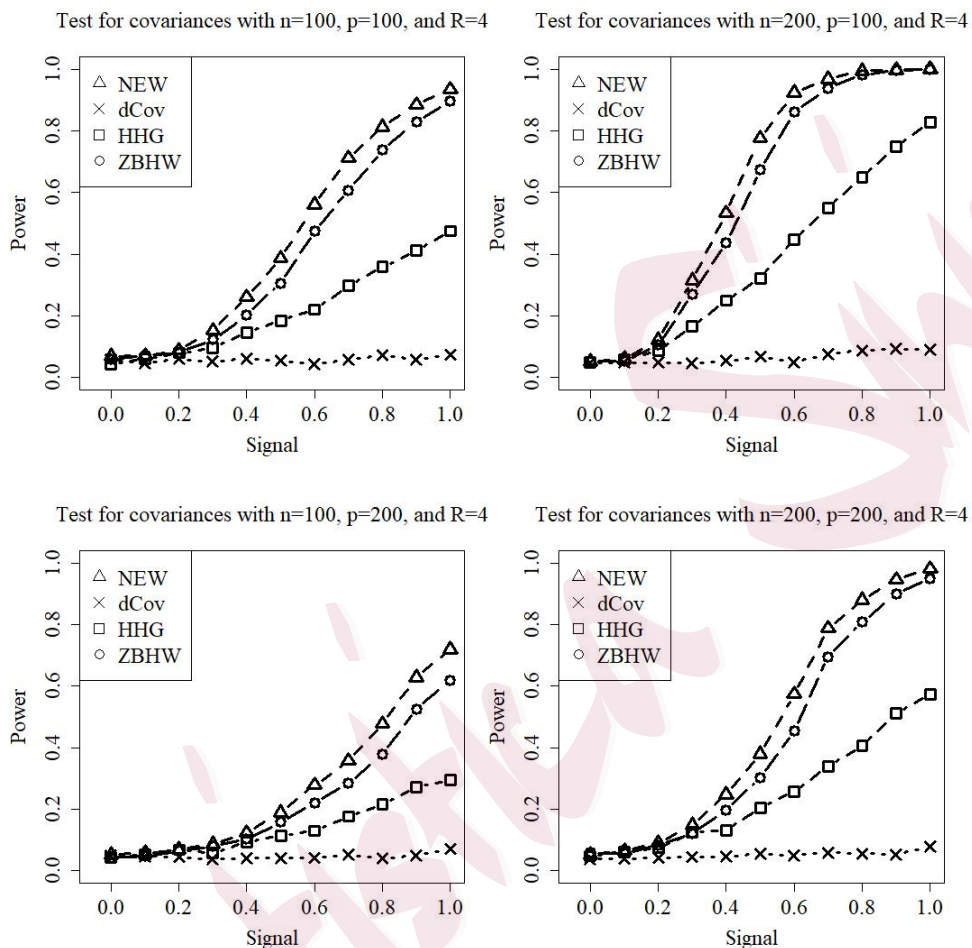 Test for covariances with n=100, p=100, and R=4
Power
0.0 0.2 0.4 0.6 0.8 1.0
NEW
dCov
HHG
ZBHW
0.0 0.2 0.4 0.6 0.8 1.0
Signal
Test for covariances with n=200, p=100, and R=4
Power
0.0 0.2 0.4 0.6 0.8 1.0
NEW
dCov
HHG
ZBHW
0.0 0.2 0.4 0.6 0.8 1.0
Signal
Test for covariances with n=100, p=200, and R=4
Power
0.0 0.2 0.4 0.6 0.8 1.0
NEW
dCov
HHG
ZBHW
0.0 0.2 0.4 0.6 0.8 1.0
Signal
Test for covariances with n=200, p=200, and R=4
Power
0.0 0.2 0.4 0.6 0.8 1.0
NEW
dCov
HHG
ZBHW
0.0 0.2 0.4 0.6 0.8 1.0
Signal